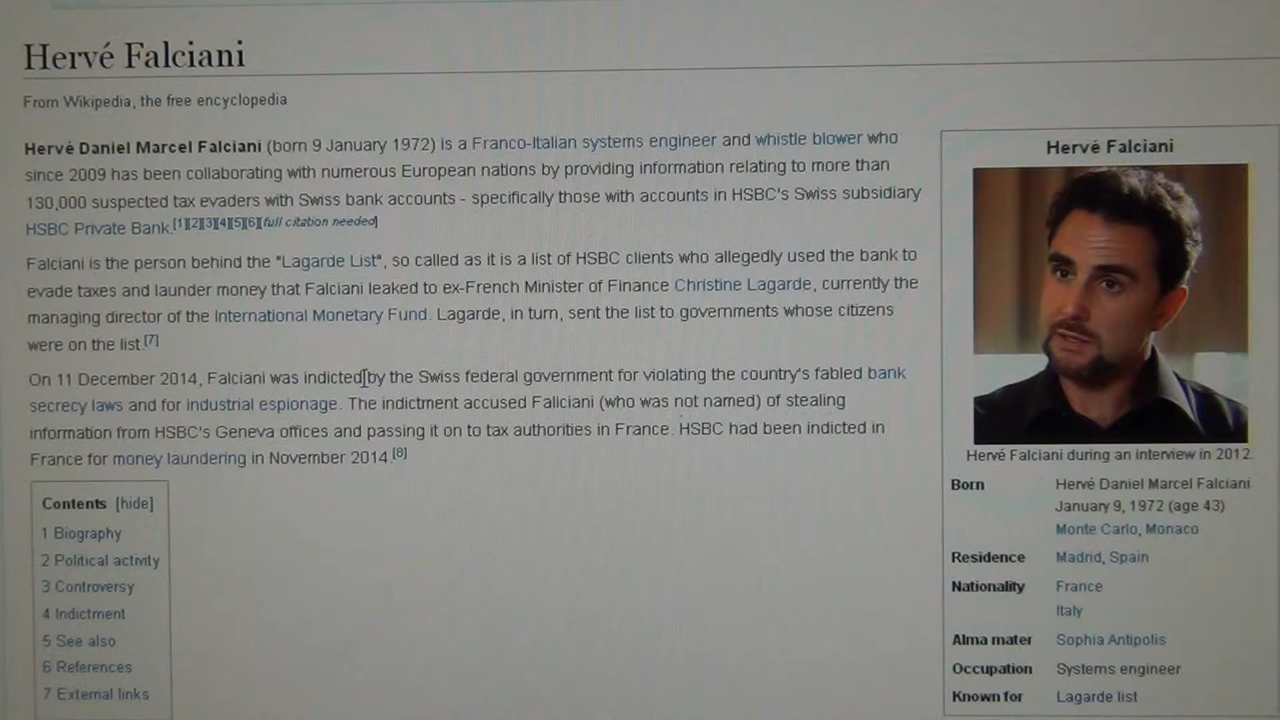 Hervé Falciani
From Wikipedia, the free encyclopedia
Hervé Daniel Marcel Falciani (born 9 January 1972) is a Franco-Italian systems engineer and whistle blower who
since 2009 has been collaborating with numerous European nations by providing information relating to more than
130,000 suspected tax evaders with Swiss bank accounts - specifically those with accounts in HSBC's Swiss subsidiary
HSBC Private Bank.[1][2][3][4][5][6][full citation needed]
Falciani is the person behind the "Lagarde List", so called as it is a list of HSBC clients who allegedly used the bank to
evade taxes and launder money that Falciani leaked to ex-French Minister of Finance Christine Lagarde, currently the
managing director of the International Monetary Fund. Lagarde, in turn, sent the list to governments whose citizens
were on the list.[7]
On 11 December 2014, Falciani was indicted by the Swiss federal government for violating the country's fabled bank
secrecy laws and for industrial espionage. The indictment accused Faliciani (who was not named) of stealing
information from HSBC's Geneva offices and passing it on to tax authorities in France. HSBC had been indicted in
France for money laundering in November 2014.[8]
Contents [hide]
1 Biography
2 Political activity
3 Controversy
4 Indictment
5 See also
6 References
7 External links
Hervé Falciani
Hervé Falciani during an interview in 2012.
Born Hervé Daniel Marcel Falciani
January 9, 1972 (age 43)
Monte Carlo, Monaco
Residence Madrid, Spain
Nationality France
Italy
Alma mater Sophia Antipolis
Occupation Systems engineer
Known for Lagarde list